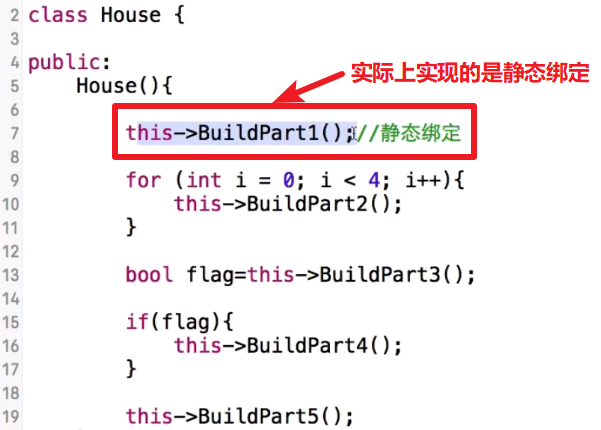 2 class House {
3
4 public:
5 House(){
实际上实现的是静态绑定
6
7 this->BuildPart1();//静态绑定
8
9 for (int i = 0; i < 4; i++){
10 this->BuildPart2();
11 }
12
13 bool flag=this->BuildPart3();
14
15 if(flag){
16 this->BuildPart4();
17 }
18
19 this->BuildPart5();